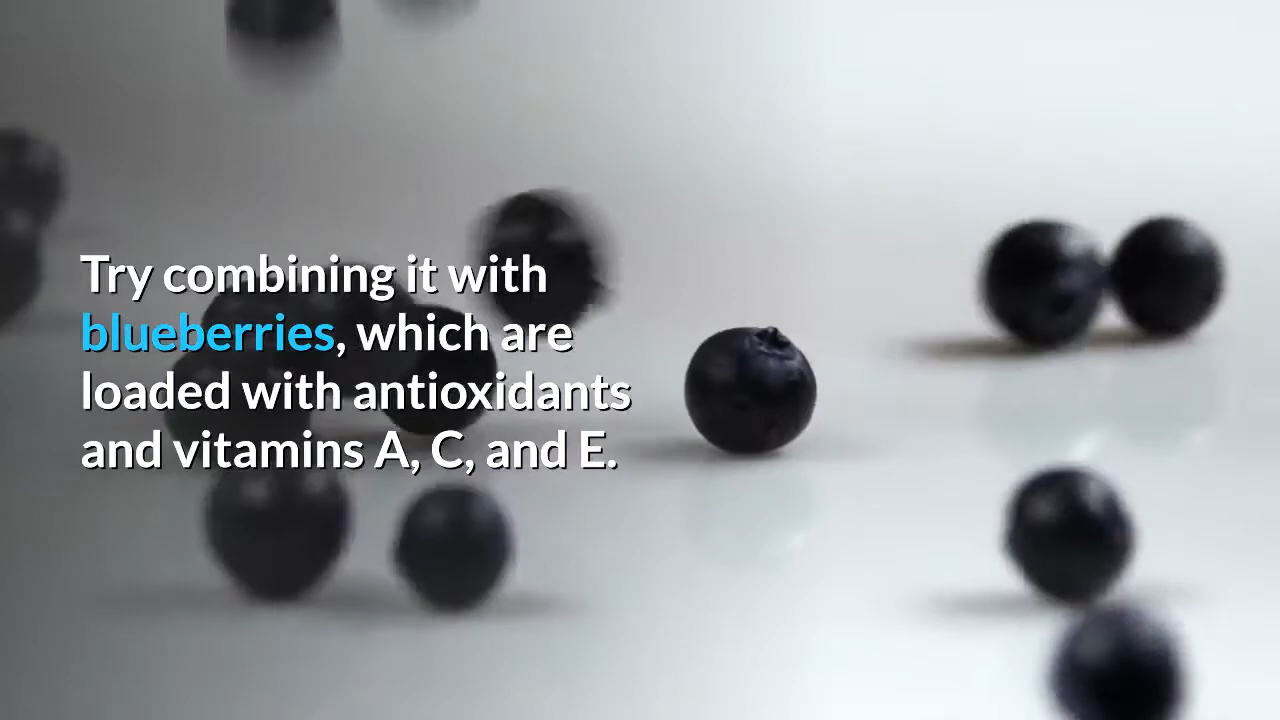 Try combining it with
blueberries, which are
loaded with antioxidants
and vitamins A, C, and E.